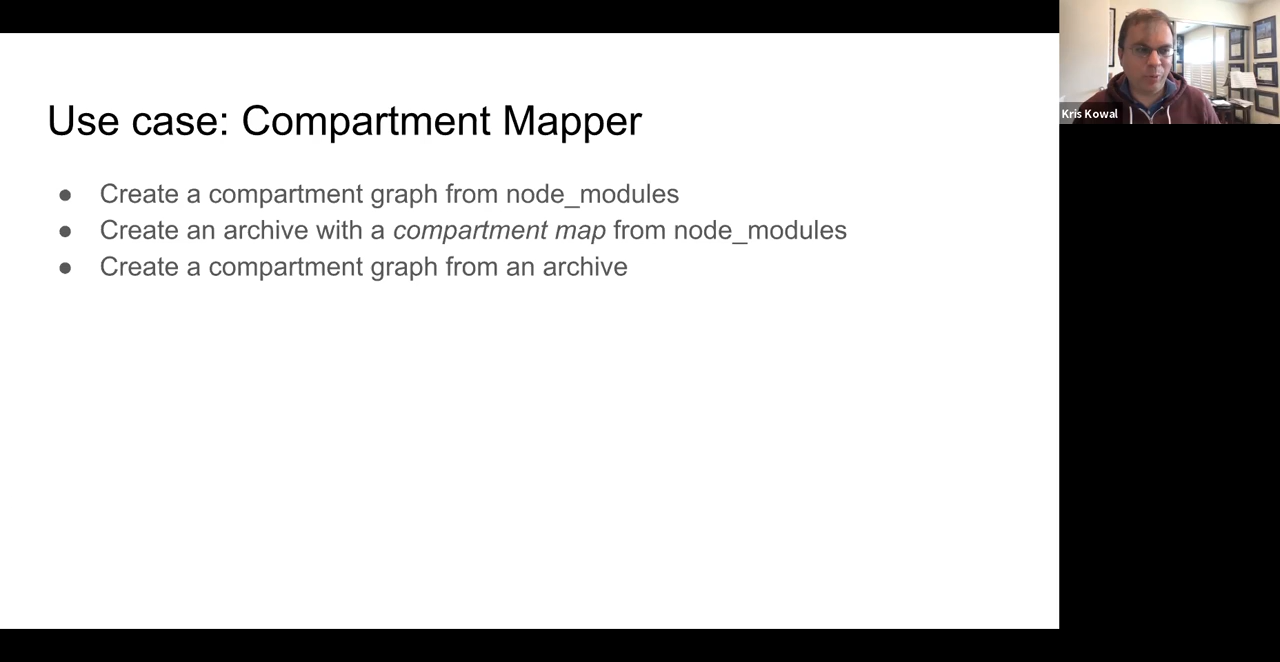 Use case: Compartment Mapper
● Create a compartment graph from node_modules
● Create an archive with a compartment map from node_modules
● Create a compartment graph from an archive
Kris Kowal